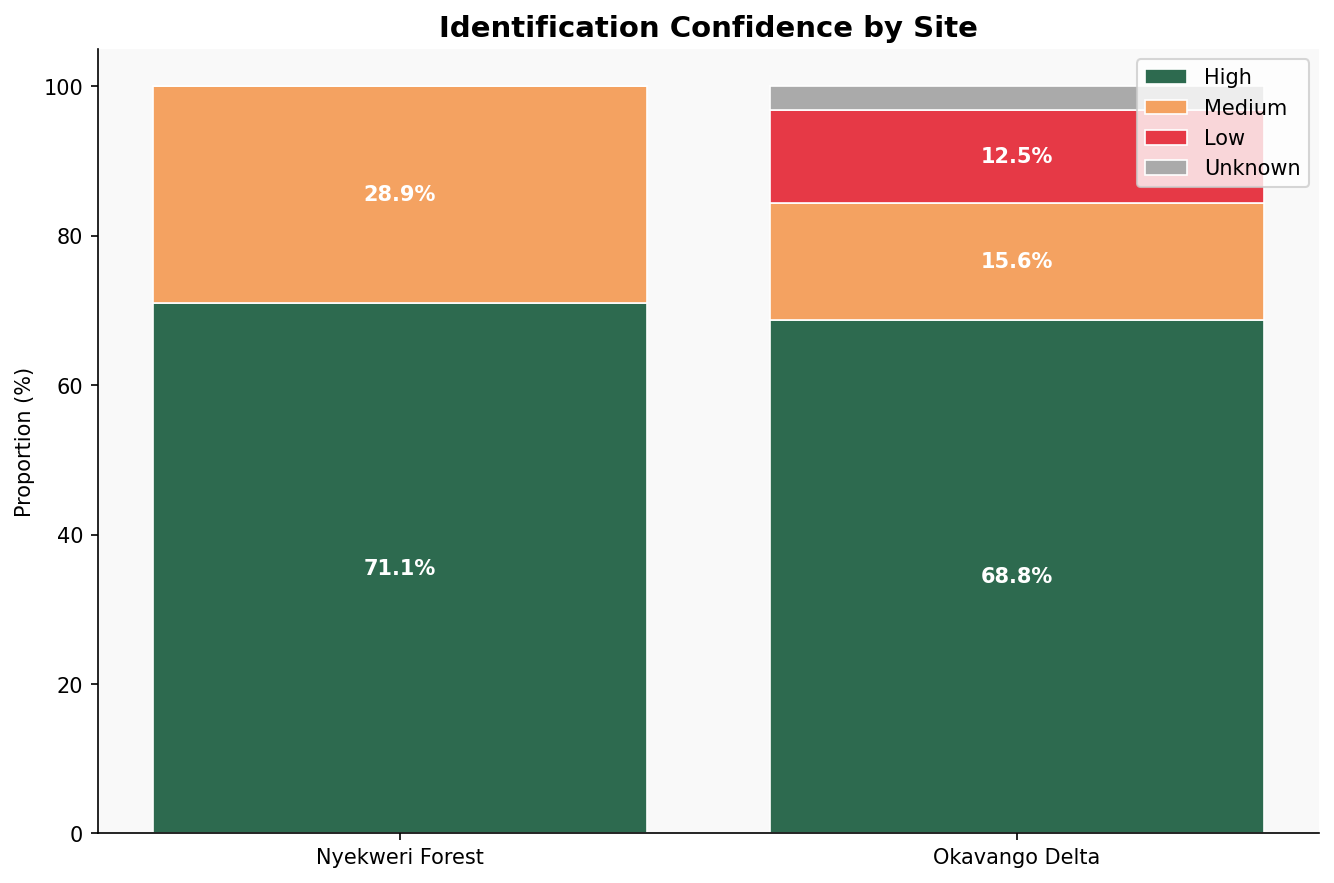 Identification Confidence by Site
High
Medium
Low
Unknown
100
80
60
40
20
0
Proportion (%)
28.9%
71.1%
12.5%
15.6%
68.8%
Nyekweri Forest
Okavango Delta